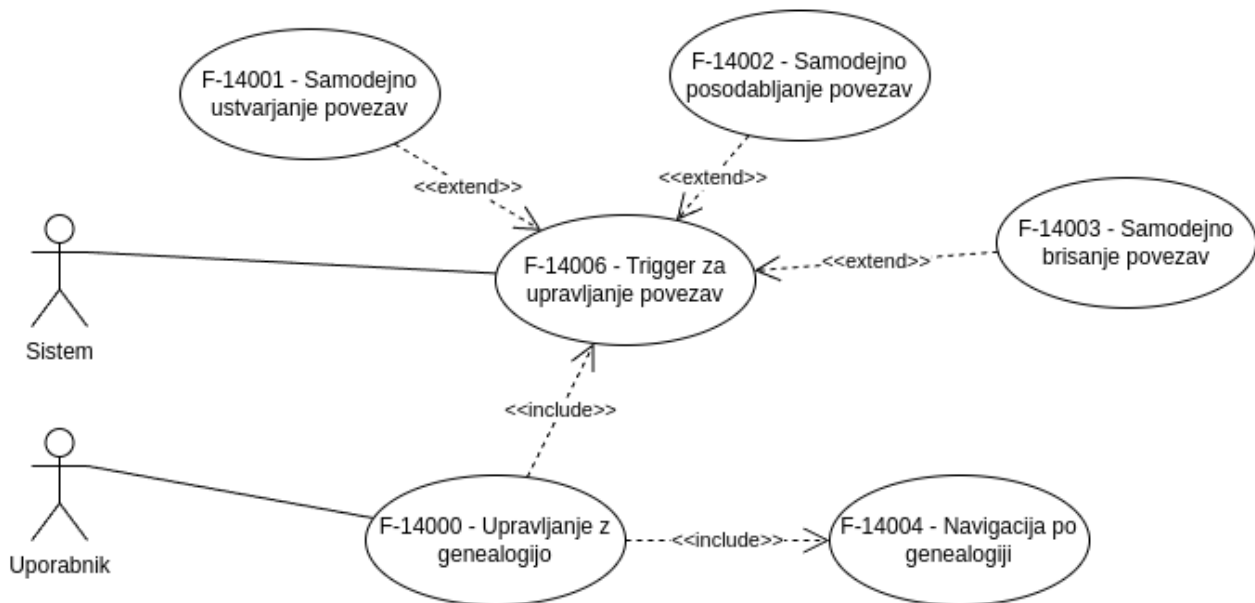 F-14001 - Samodejno
ustvarjanje povezav
F-14002 - Samodejno
posodabljanje povezav
<<extend>>
<<extend>>
F-14003 - Samodejno
brisanje povezav
<<extend>>
F-14006 - Trigger za
upravljanje povezav
Sistem
<<include>>
F-14000 - Upravljanje z
genealogijo
<<include>>
F-14004 - Navigacija po
genealogiji
Uporabnik